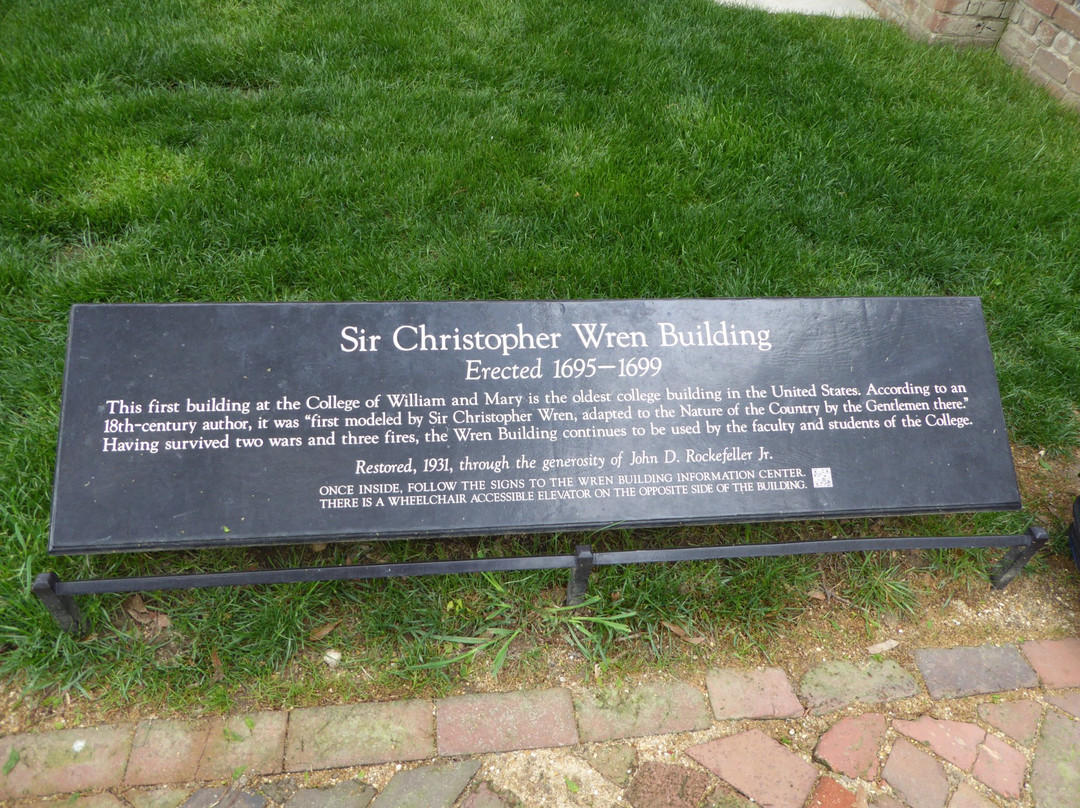 Sir Christopher Wren Building
Erected 1695—1699
This first building at the College of William and Mary is the oldest college building in the United States. According to an
18th-century author, it was "first modeled by Sir Christopher Wren, adapted to the Nature of the Country by the Gentlemen there."
Having survived two wars and three fires, the Wren Building continues to be used by the faculty and students of the College.
Restored, 1931, through the generosity of John D. Rockefeller Jr.
ONCE INSIDE, FOLLOW THE SIGNS TO THE WREN BUILDING INFORMATION CENTER.
THERE IS A WHEELCHAIR ACCESSIBLE ELEVATOR ON THE OPPOSITE SIDE OF THE BUILDING.